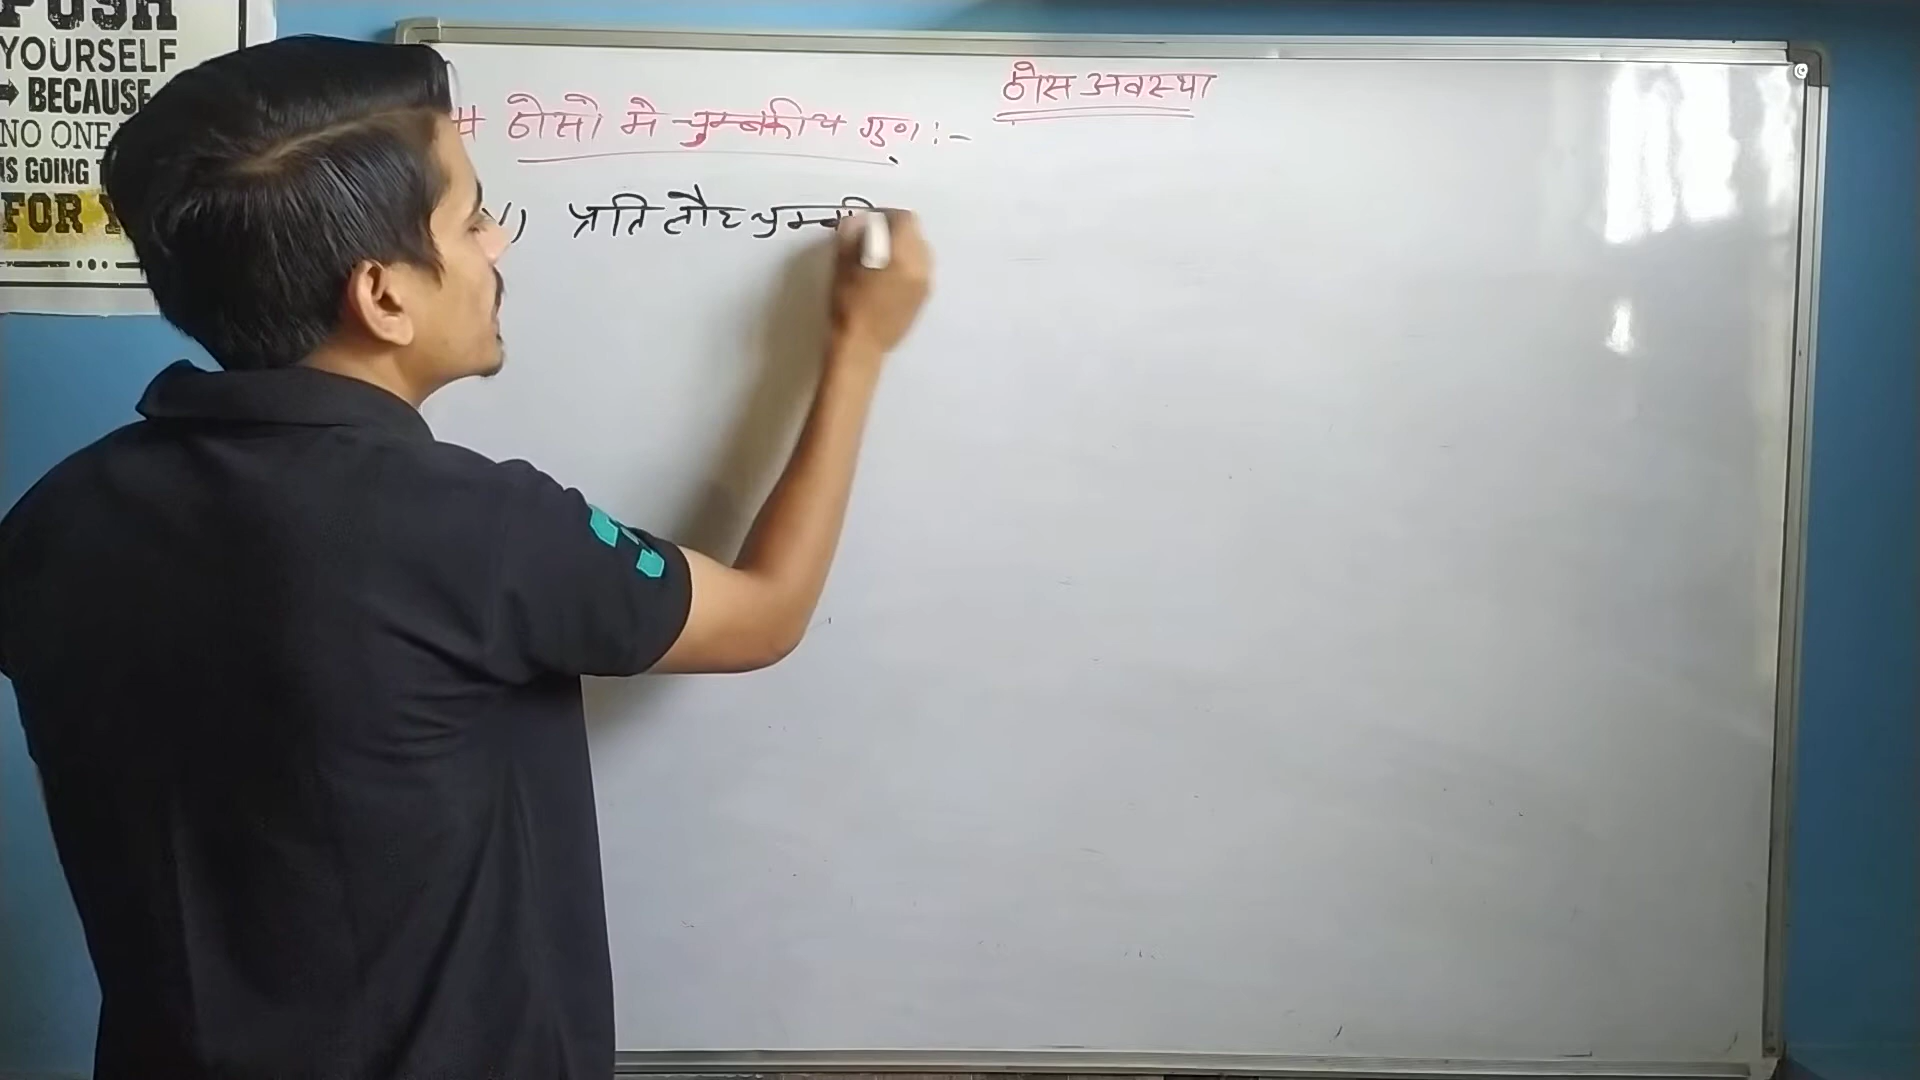 PUSH
YOURSELF
→ BECAUSE
NO ONE
IS GOING
FOR
ठोस अवस्था
# ठोसो मे चुम्बकीय गुण :-
प्रति लौह चुम्बकी